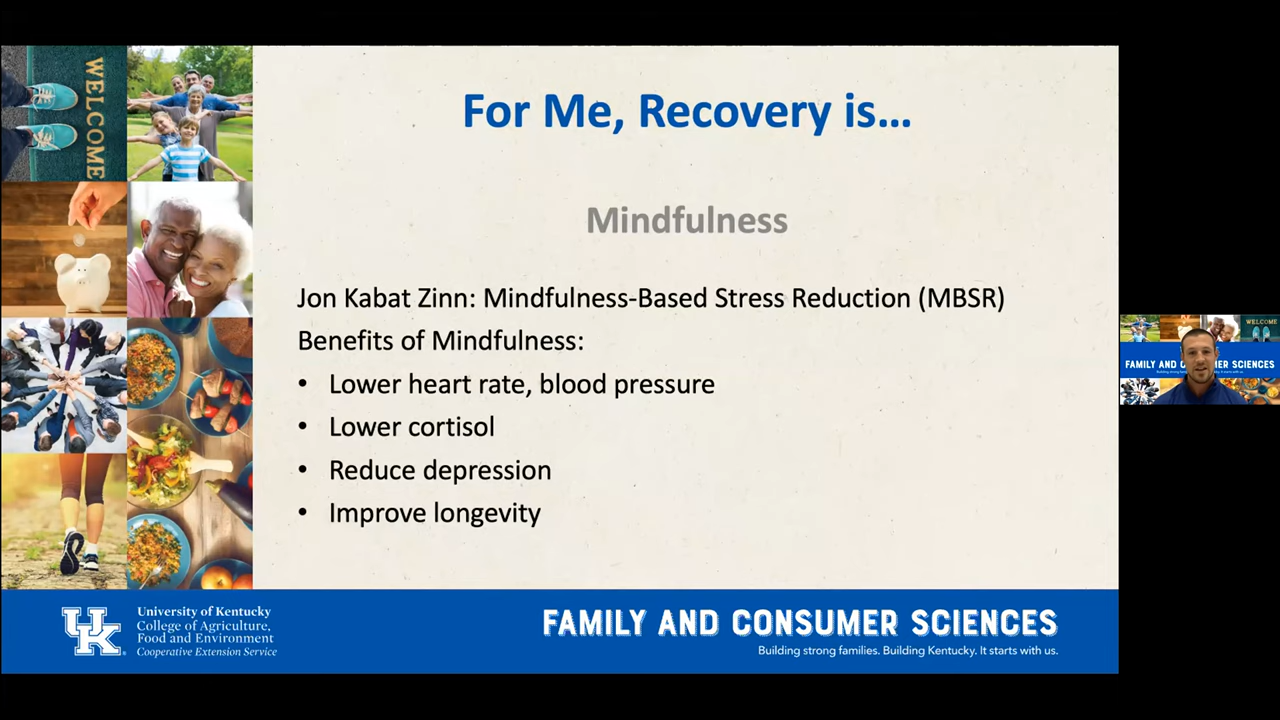 WELCOME
For Me, Recovery is...
Mindfulness
Jon Kabat Zinn: Mindfulness-Based Stress Reduction (MBSR)
Benefits of Mindfulness:
• Lower heart rate, blood pressure
• Lower cortisol
• Reduce depression
• Improve longevity
UK
University of Kentucky
College of Agriculture,
Food and Environment
Cooperative Extension Service
FAMILY AND CONSUMER SCIENCES
Building strong families. Building Kentucky. It starts with us.
WELCOME
FAMILY AND CONSUMER SCIENCES